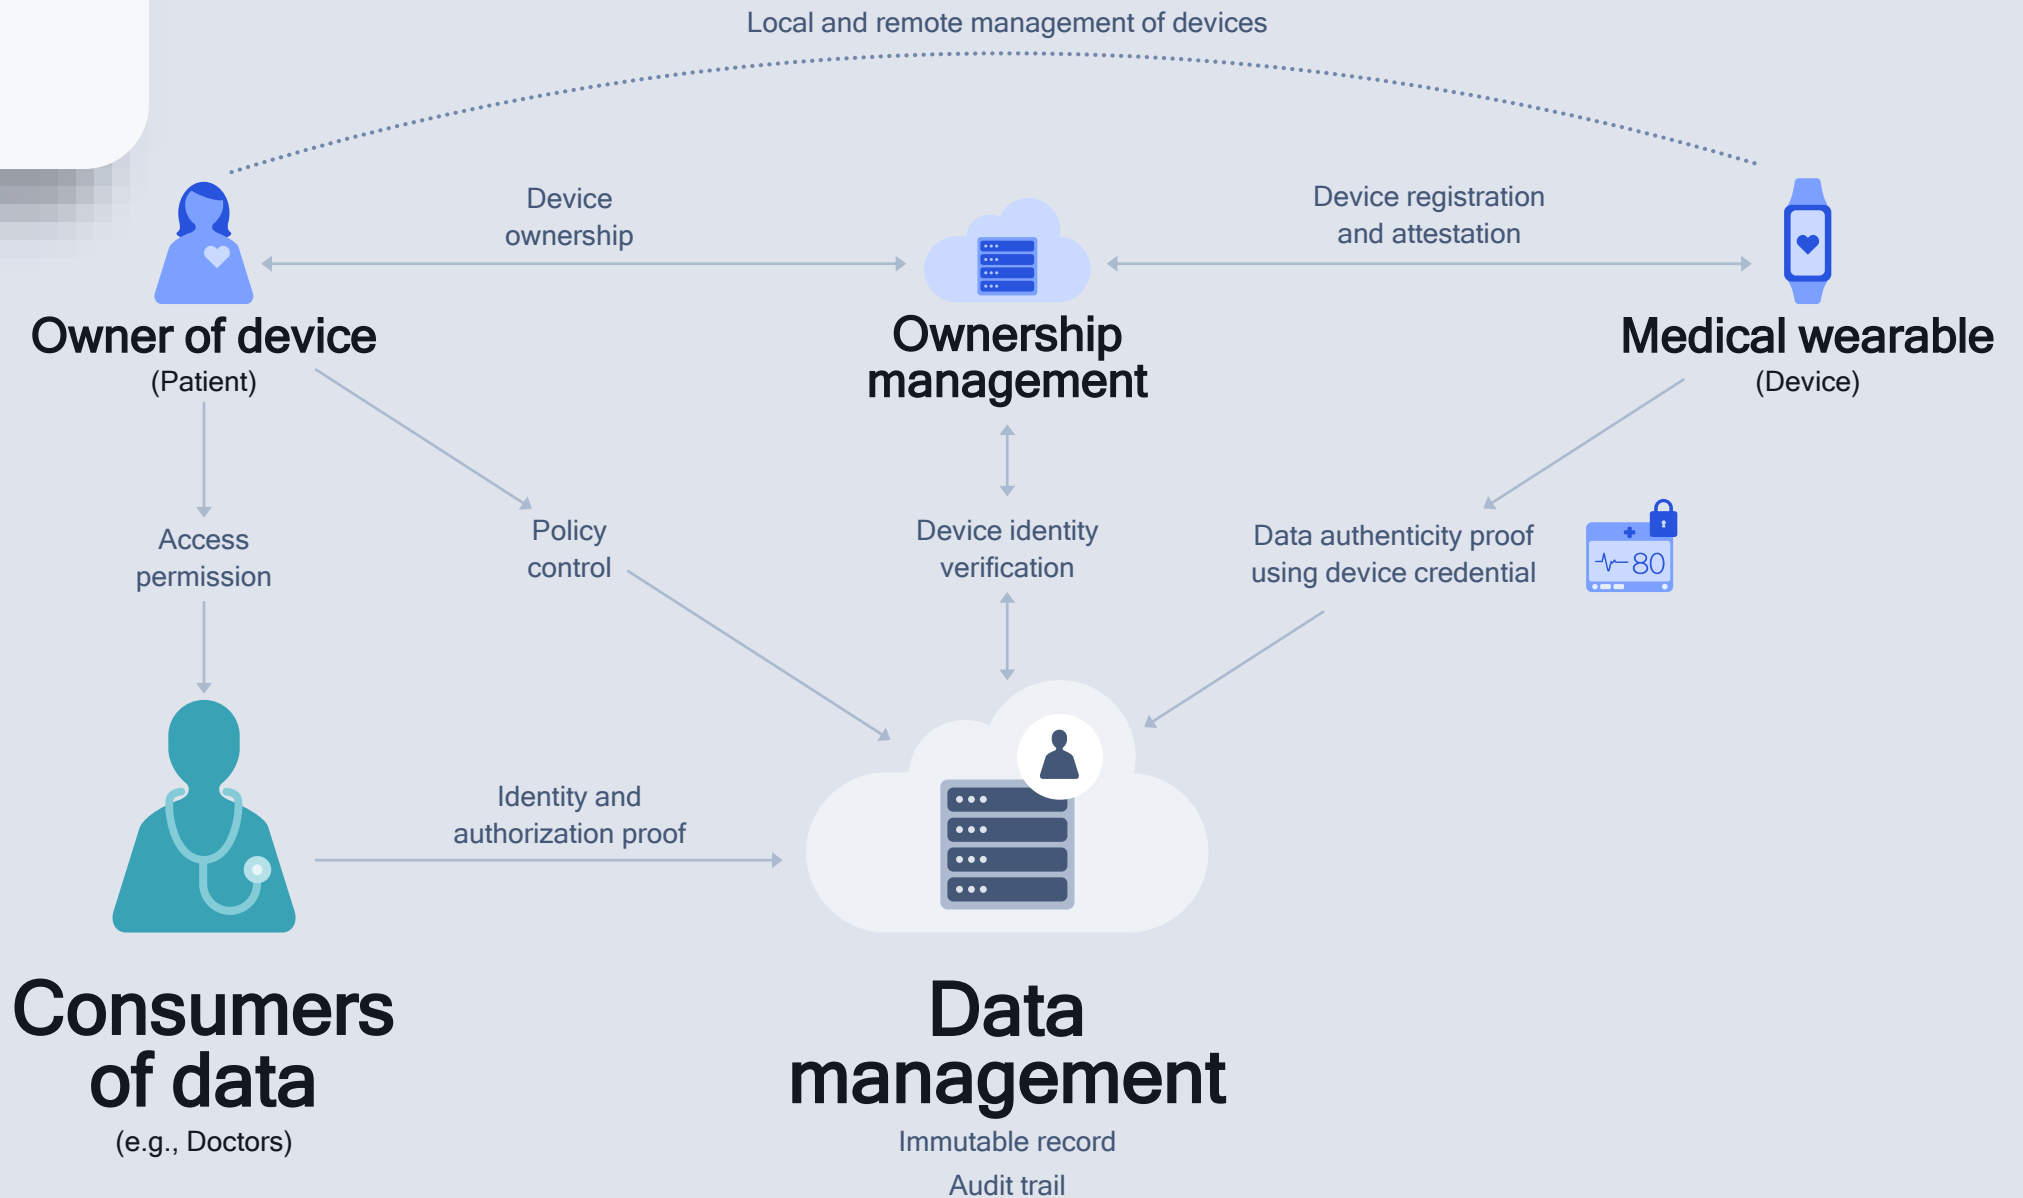 Local and remote management of devices
Device
ownership
Device registration
and attestation
Owner of device
(Patient)
Ownership
management
Medical wearable
(Device)
Access
permission
Policy
control
Device identity
verification
Data authenticity proof
using device credential
80
Identity and
authorization proof
Consumers
of data
(e.g., Doctors)
Data
management
Immutable record
Audit trail